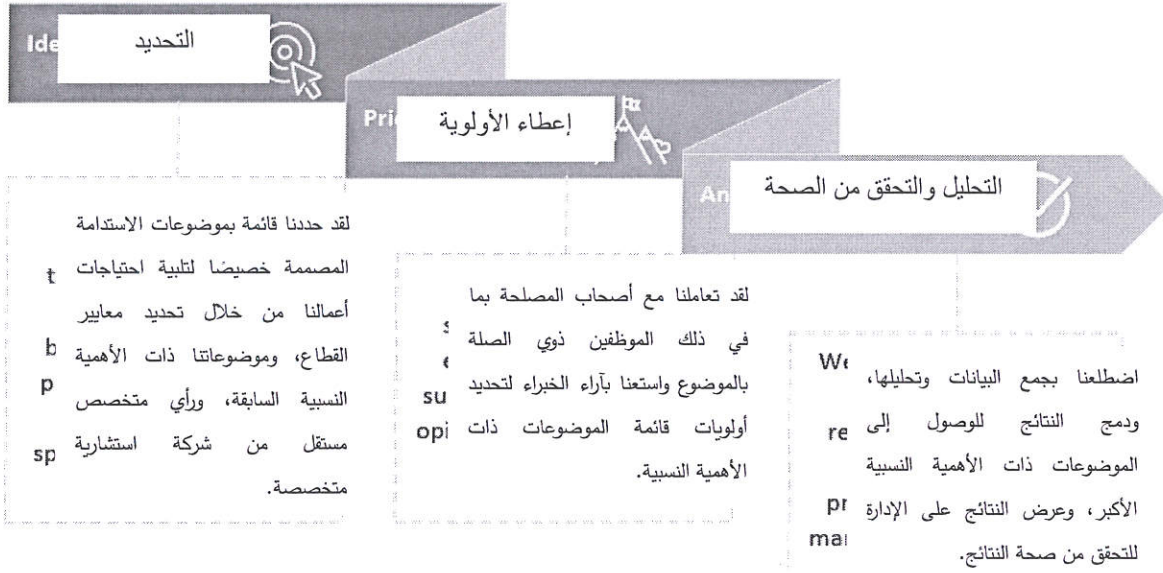 Ide
التحديد
Pri
إعطاء الأولوية
An
التحليل والتحقق من الصحة
لقد حددنا قائمة بموضوعات الاستدامة
المصممة خصيصًا لتلبية احتياجات
أعمالنا من خلال تحديد معايير
القطاع، وموضوعاتنا ذات الأهمية
النسبية السابقة، ورأي متخصص
مستقل من شركة استشارية
متخصصة.
t
b
p
sp
لقد تعاملنا مع أصحاب المصلحة بما
في ذلك الموظفين ذوي الصلة
بالموضوع واستعنا بآراء الخبراء لتحديد
أولويات قائمة الموضوعات ذات
الأهمية النسبية.
su
opi
اضطلعنا بجمع البيانات وتحليلها،
ودمج النتائج للوصول إلى
الموضوعات ذات الأهمية النسبية
الأكبر، وعرض النتائج على الإدارة
للتحقق من صحة النتائج.
We
re
pr
mai